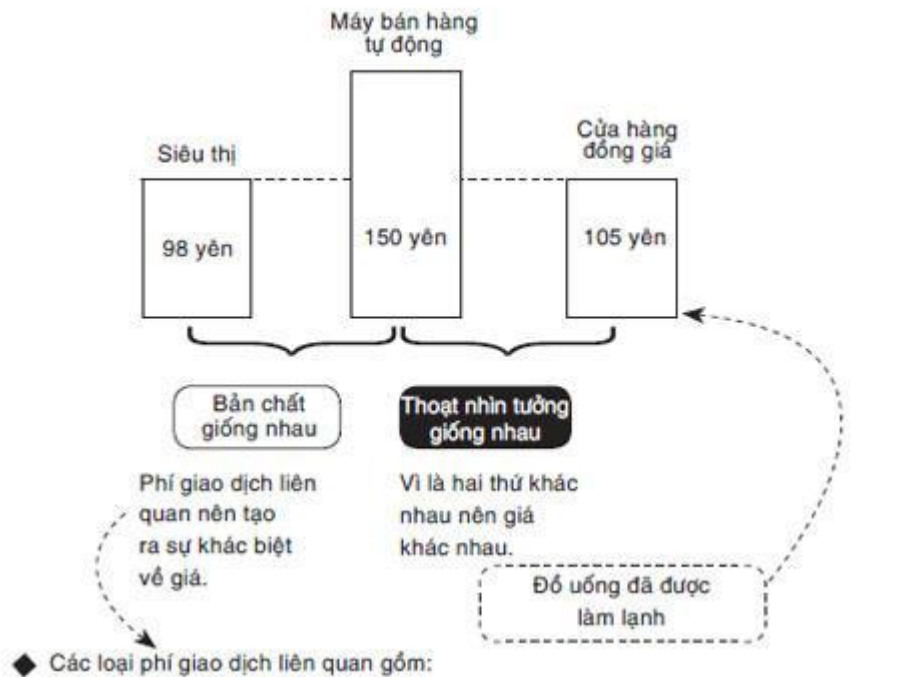 Máy bán hàng
tự động
Siêu thị
Cửa hàng
đồng giá
98 yên
150 yên
105 yên
Bản chất
giống nhau
Thoạt nhìn tưởng
giống nhau
Phí giao dịch liên
quan nên tạo
ra sự khác biệt
về giá.
Vì là hai thứ khác
nhau nên giá
khác nhau.
Đồ uống đã được
làm lạnh
◆ Các loại phí giao dịch liên quan gồm: